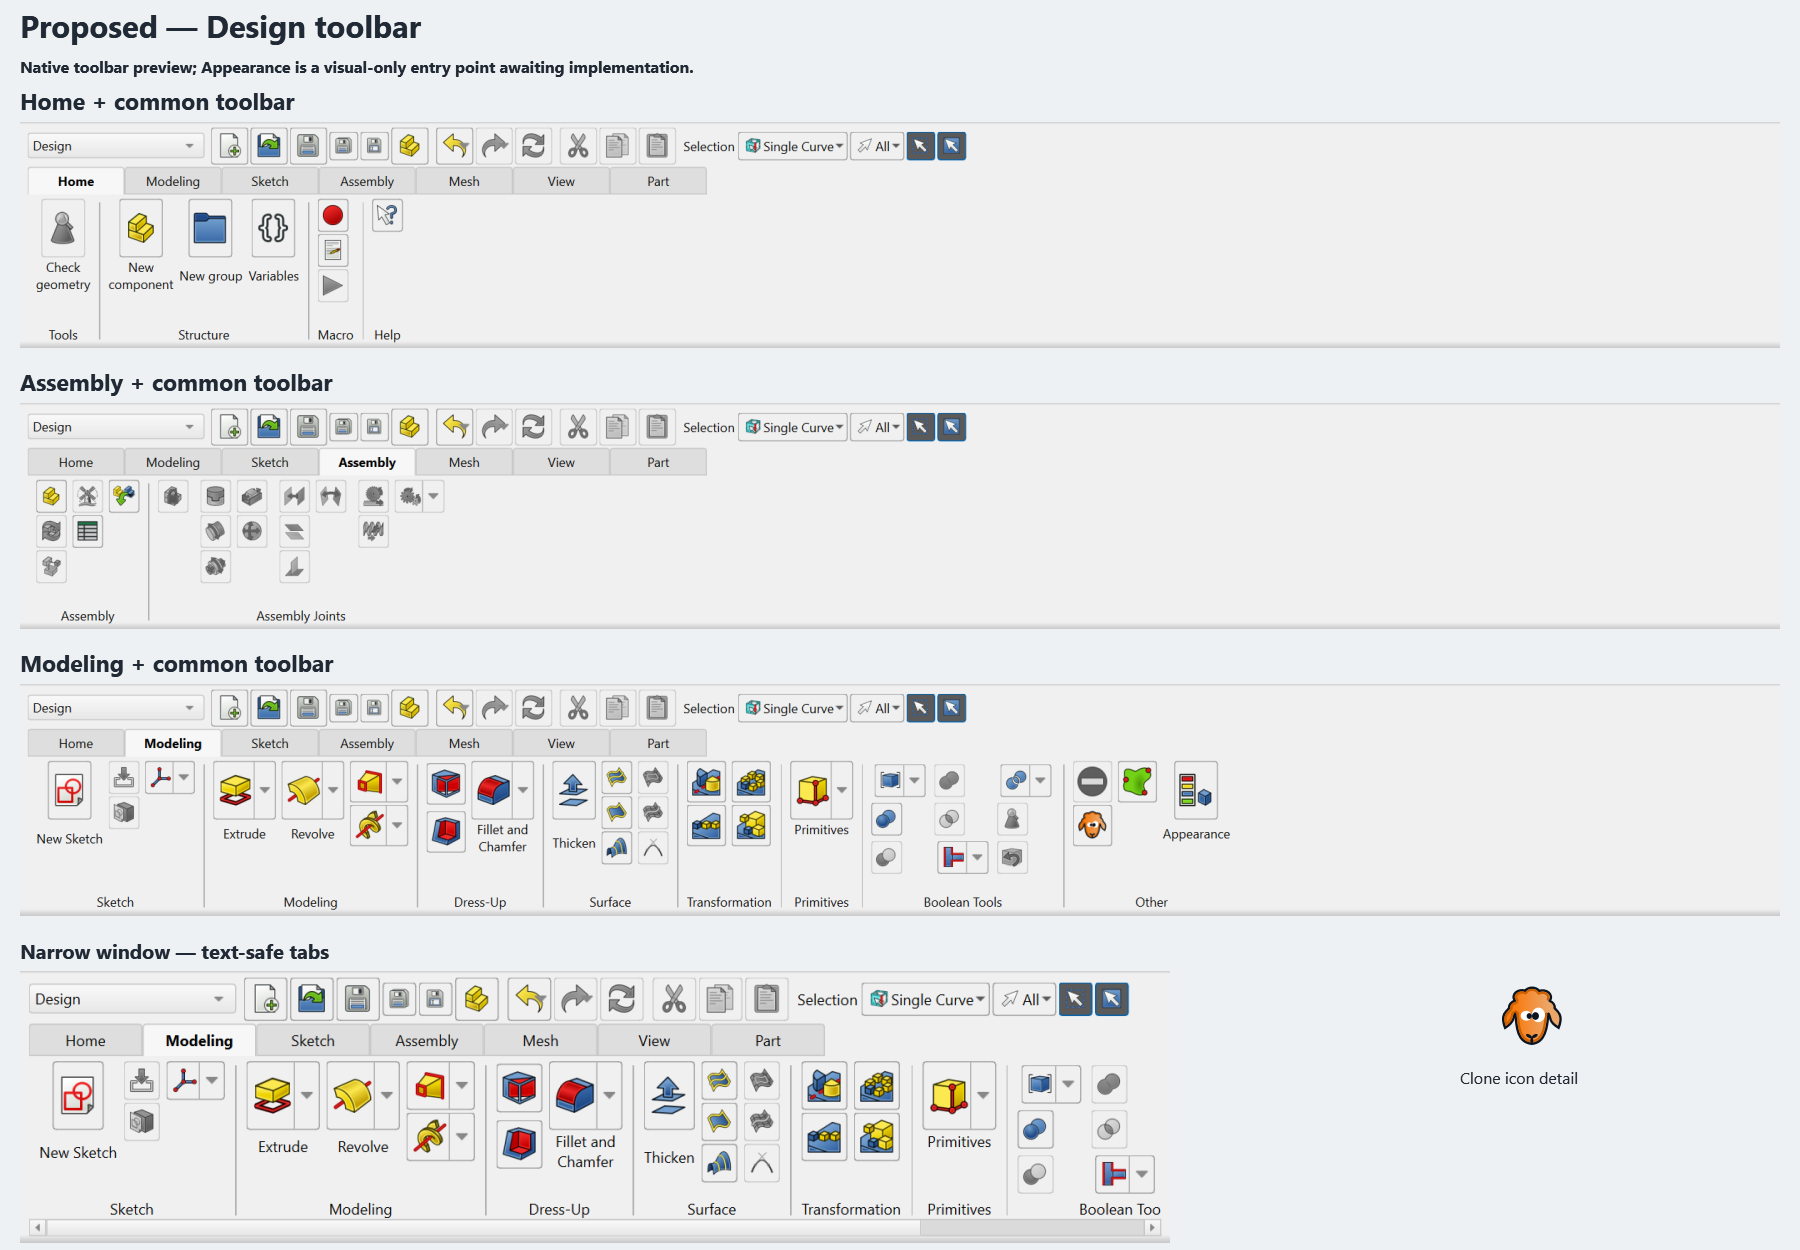 Proposed — Design toolbar
Native toolbar preview; Appearance is a visual-only entry point awaiting implementation.
Home + common toolbar
Design Selection Single Curve All
Home Modeling Sketch Assembly Mesh View Part
Check geometry New component New group Variables
Tools Structure Macro Help
Assembly + common toolbar
Design Selection Single Curve All
Home Modeling Sketch Assembly Mesh View Part
Assembly Assembly Joints
Modeling + common toolbar
Design Selection Single Curve All
Home Modeling Sketch Assembly Mesh View Part
New Sketch Extrude Revolve Fillet and Chamfer Thicken Primitives Appearance
Sketch Modeling Dress-Up Surface Transformation Primitives Boolean Tools Other
Narrow window — text-safe tabs
Design Selection Single Curve All
Home Modeling Sketch Assembly Mesh View Part
New Sketch Extrude Revolve Fillet and Chamfer Thicken Primitives
Sketch Modeling Dress-Up Surface Transformation Primitives Boolean Too
Clone icon detail